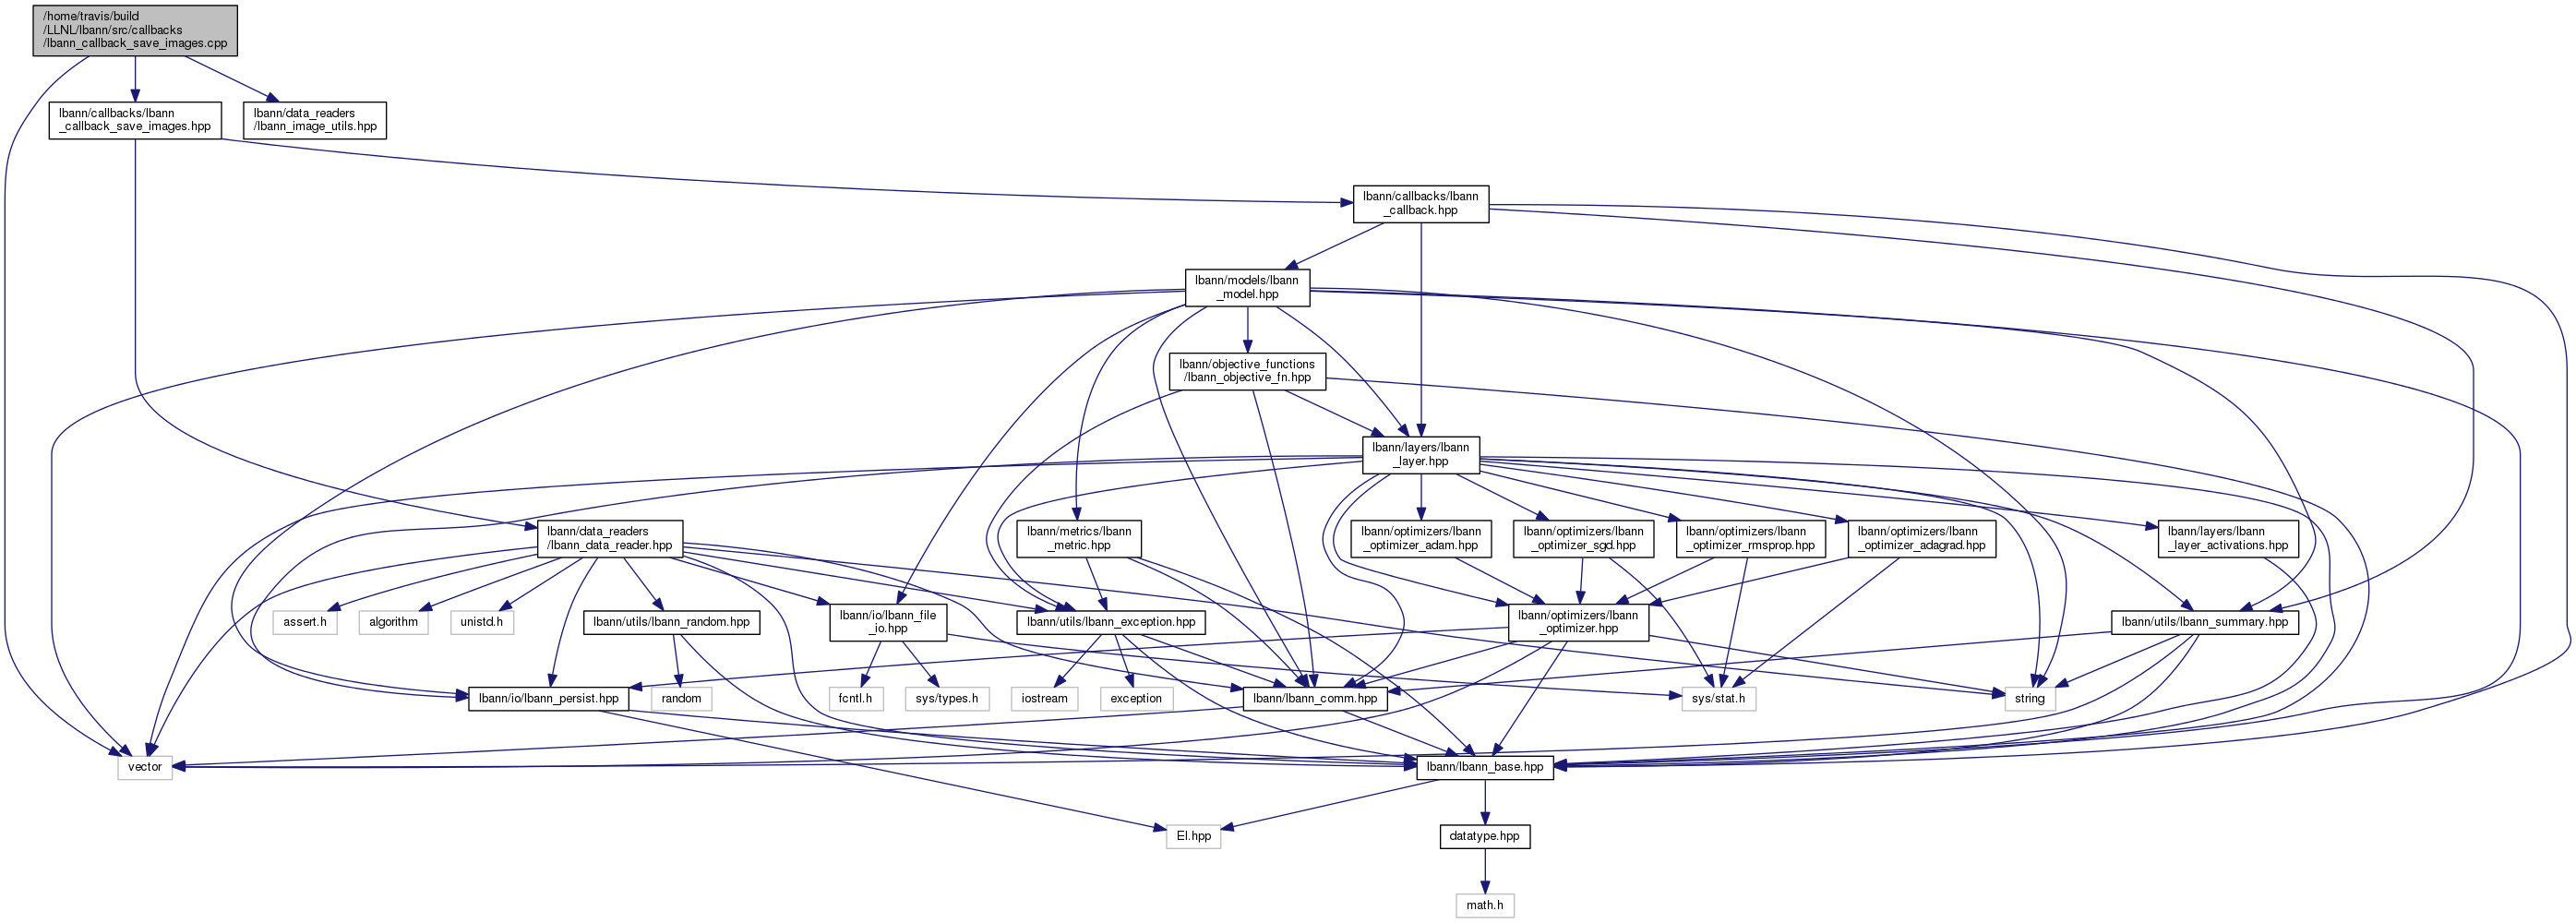 /home/travis/build
/LLNL/lbann/src/callbacks
/lbann_callback_save_images.cpp
lbann/callbacks/lbann
_callback_save_images.hpp
lbann/data_readers
/lbann_image_utils.hpp
lbann/callbacks/lbann
_callback.hpp
lbann/models/lbann
_model.hpp
lbann/objective_functions
/lbann_objective_fn.hpp
lbann/layers/lbann
_layer.hpp
lbann/data_readers
/lbann_data_reader.hpp
lbann/metrics/lbann
_metric.hpp
lbann/optimizers/lbann
_optimizer_adam.hpp
lbann/optimizers/lbann
_optimizer_sgd.hpp
lbann/optimizers/lbann
_optimizer_rmsprop.hpp
lbann/optimizers/lbann
_optimizer_adagrad.hpp
lbann/layers/lbann
_layer_activations.hpp
assert.h
algorithm
unistd.h
lbann/utils/lbann_random.hpp
lbann/io/lbann_file
_io.hpp
lbann/utils/lbann_exception.hpp
lbann/optimizers/lbann
_optimizer.hpp
lbann/utils/lbann_summary.hpp
lbann/io/lbann_persist.hpp
random
fcntl.h
sys/types.h
iostream
exception
lbann/lbann_comm.hpp
sys/stat.h
string
vector
lbann/lbann_base.hpp
El.hpp
datatype.hpp
math.h